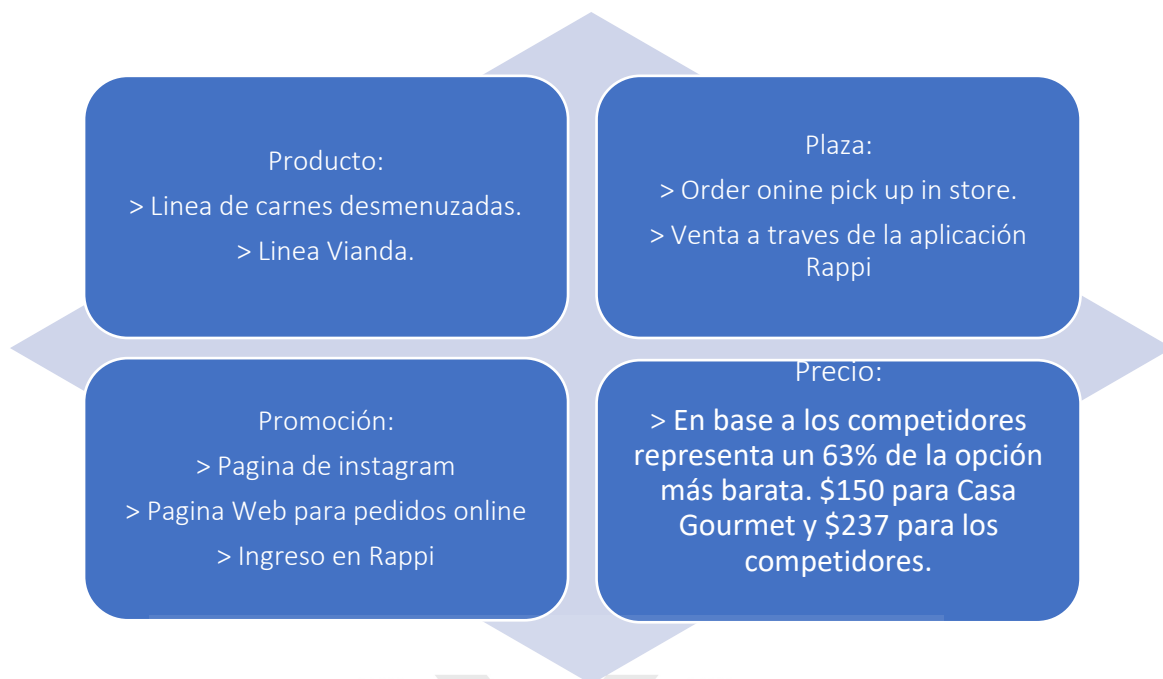 Producto:
> Linea de carnes desmenuzadas.
> Linea Vianda.
Plaza:
> Order onine pick up in store.
> Venta a traves de la aplicación
Rappi
Promoción:
> Pagina de instagram
> Pagina Web para pedidos online
> Ingreso en Rappi
Precio:
> En base a los competidores
representa un 63% de la opción
más barata. $150 para Casa
Gourmet y $237 para los
competidores.